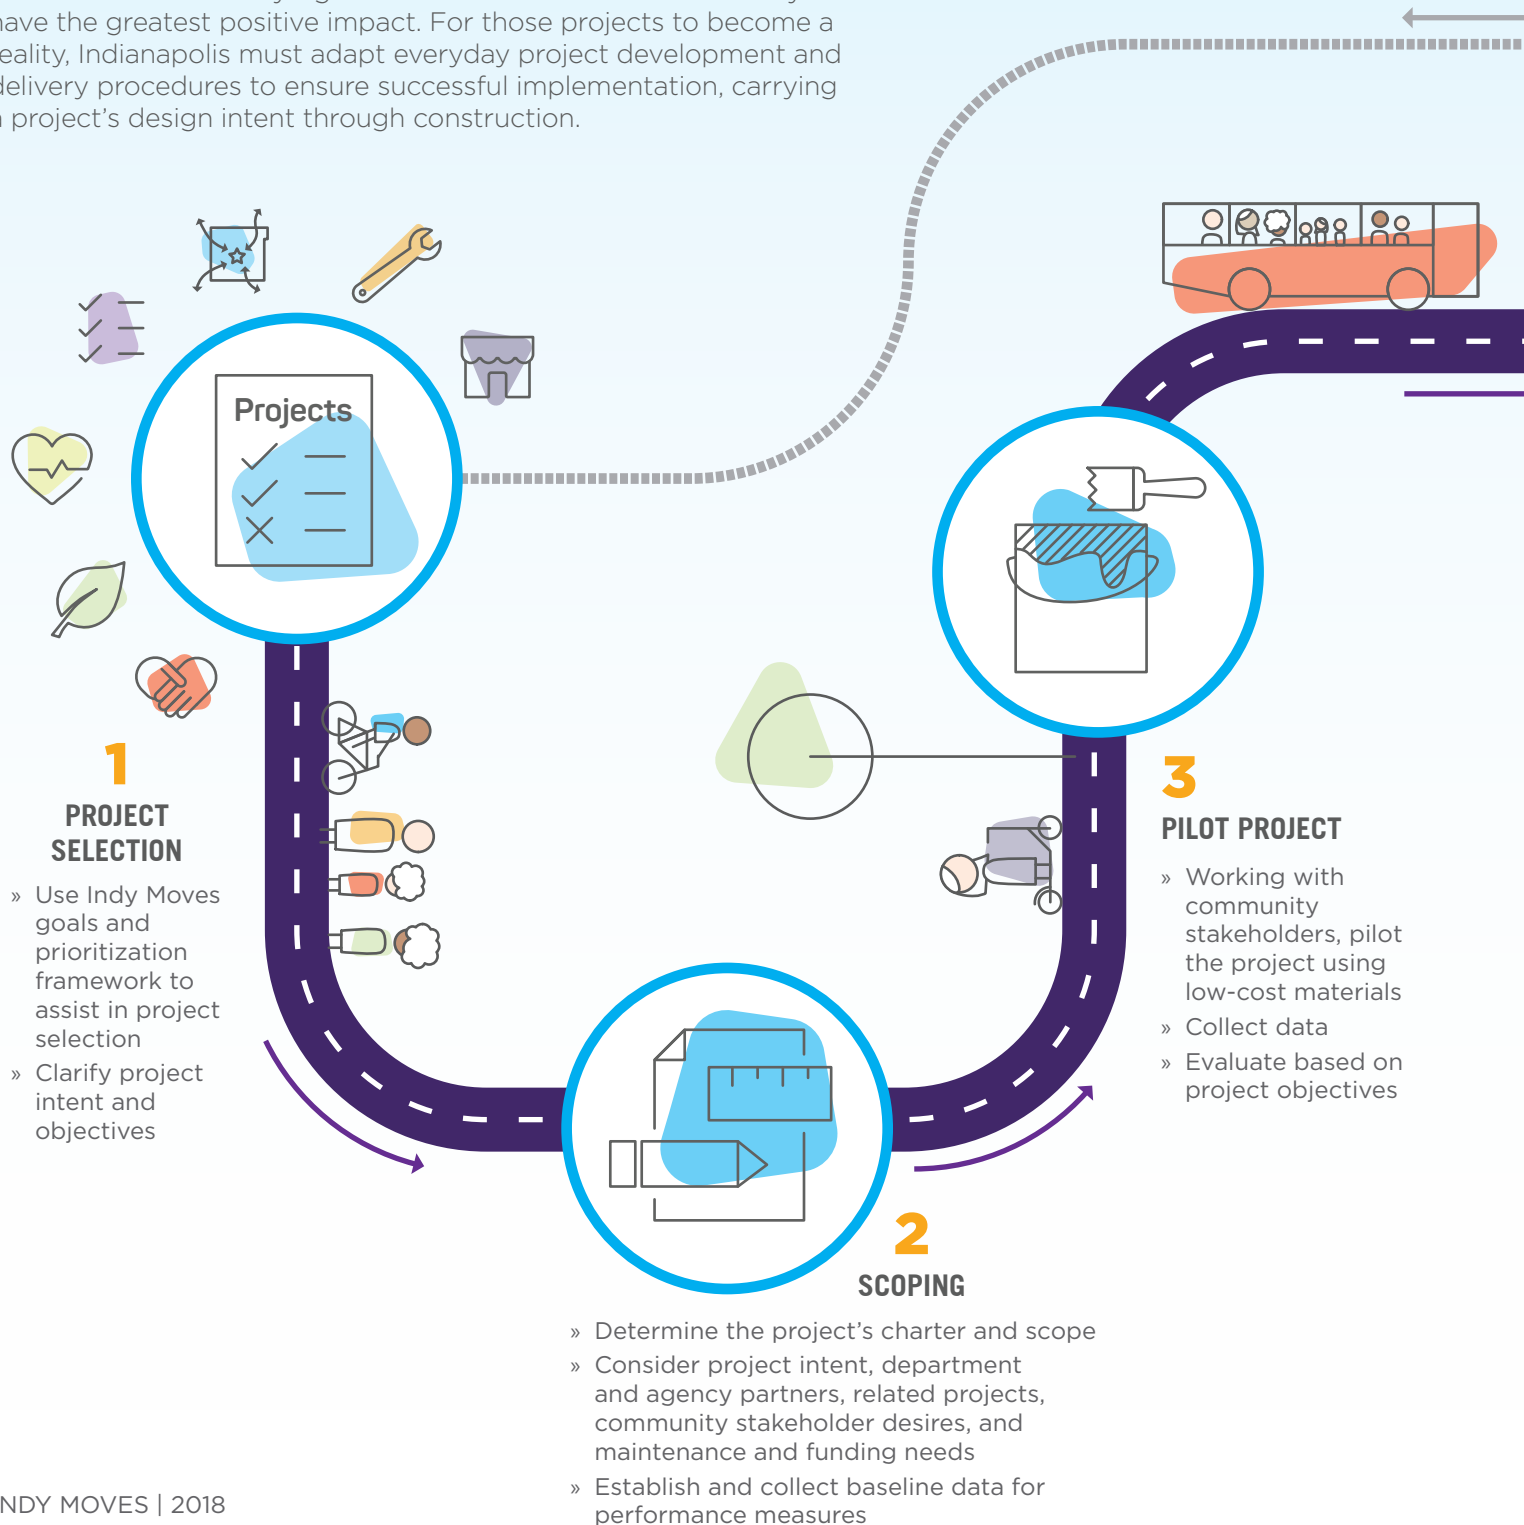 have the greatest positive impact. For those projects to become a
reality, Indianapolis must adapt everyday project development and
delivery procedures to ensure successful implementation, carrying
a project's design intent through construction.
Projects
1
PROJECT
SELECTION
» Use Indy Moves
goals and
prioritization
framework to
assist in project
selection
» Clarify project
intent and
objectives
2
SCOPING
» Determine the project's charter and scope
» Consider project intent, department
and agency partners, related projects,
community stakeholder desires, and
maintenance and funding needs
» Establish and collect baseline data for
performance measures
3
PILOT PROJECT
» Working with
community
stakeholders, pilot
the project using
low-cost materials
» Collect data
» Evaluate based on
project objectives
NDY MOVES | 2018